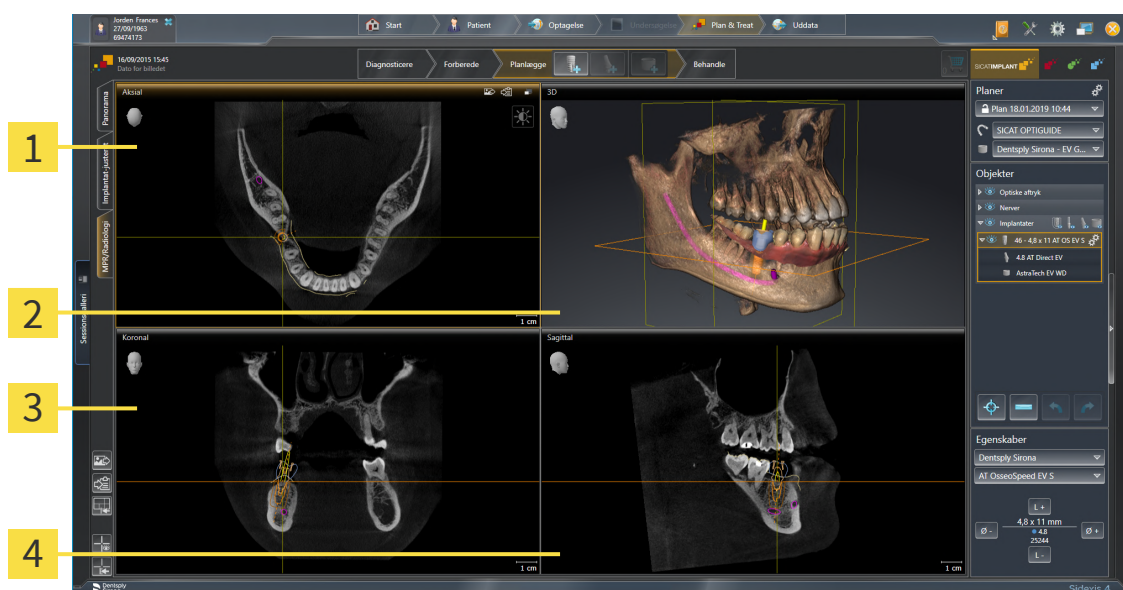 Jorden Frances
27/09/1963
69474173
Start
Patient
Optagelse
Undersøgelse
Plan & Treat
Uddata
16/09/2015 15:45
Dato for billedet
Diagnosticere
Forberede
Planlægge
Behandle
SICAT IMPLANT
Panorama
Implantat-justeret
MPR/Radiologi
Aksial
1 cm
3D
Koronal
1 cm
Sagittal
1 cm
1
2
3
4
Planer
Plan 18.01.2019 10:44
SICAT OPTIGUIDE
Dentsply Sirona - EV G...
Objekter
Optiske aftryk
Nerver
Implantater
46 - 4,8 x 11 AT OS EV S
4.8 AT Direct EV
AstraTech EV WD
Egenskaber
Dentsply Sirona
AT OsseoSpeed EV S
L +
Ø -
4,8 x 11 mm
4.8
25244
Ø +
L -
Dentsply
Sidexis 4